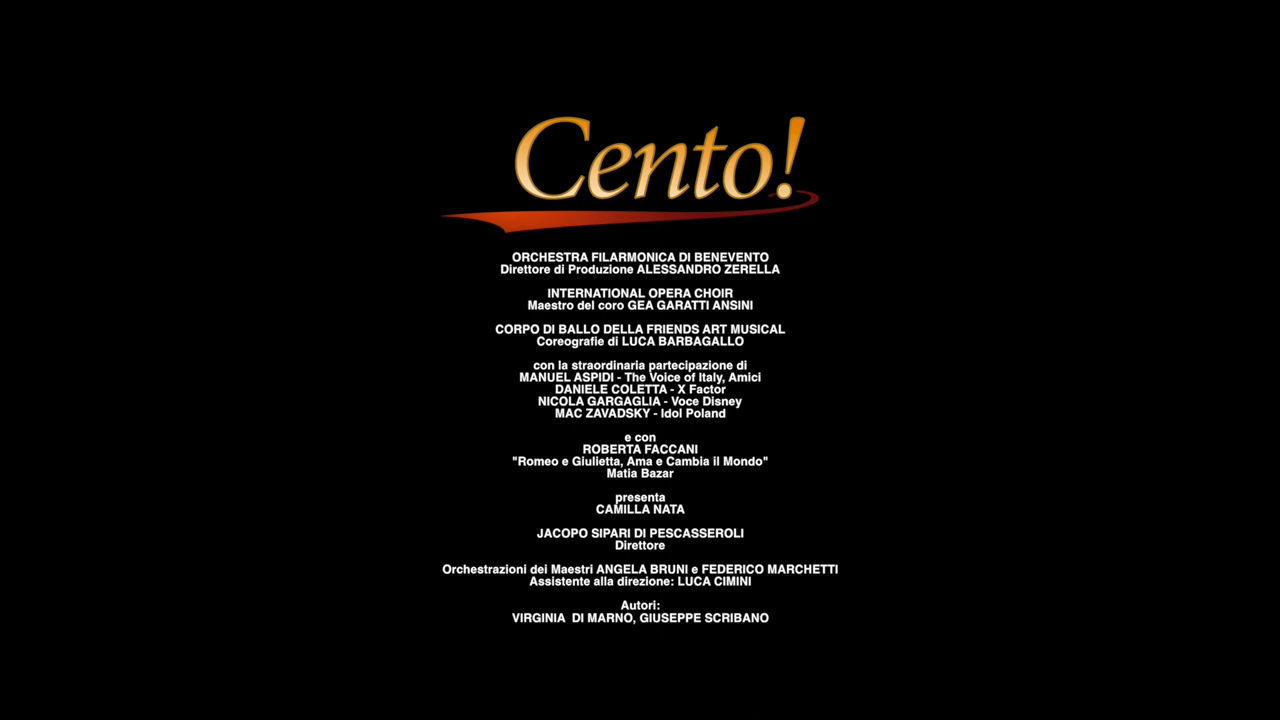 Cento!
ORCHESTRA FILARMONICA DI BENEVENTO
Direttore di Produzione ALESSANDRO ZERELLA
INTERNATIONAL OPERA CHOIR
Maestro del coro GEA GARATTI ANSINI
CORPO DI BALLO DELLA FRIENDS ART MUSICAL
Coreografie di LUCA BARBAGALLO
con la straordinaria partecipazione di
MANUEL ASPIDI - The Voice of Italy, Amici
DANIELE COLETTA - X Factor
NICOLA GARGAGLIA - Voce Disney
MAC ZAVADSKY - Idol Poland
e con
ROBERTA FACCANI
"Romeo e Giulietta, Ama e Cambia il Mondo"
Matia Bazar
presenta
CAMILLA NATA
JACOPO SIPARI DI PESCASSEROLI
Direttore
Orchestrazioni dei Maestri ANGELA BRUNI e FEDERICO MARCHETTI
Assistente alla direzione: LUCA CIMINI
Autori:
VIRGINIA  DI MARNO, GIUSEPPE SCRIBANO